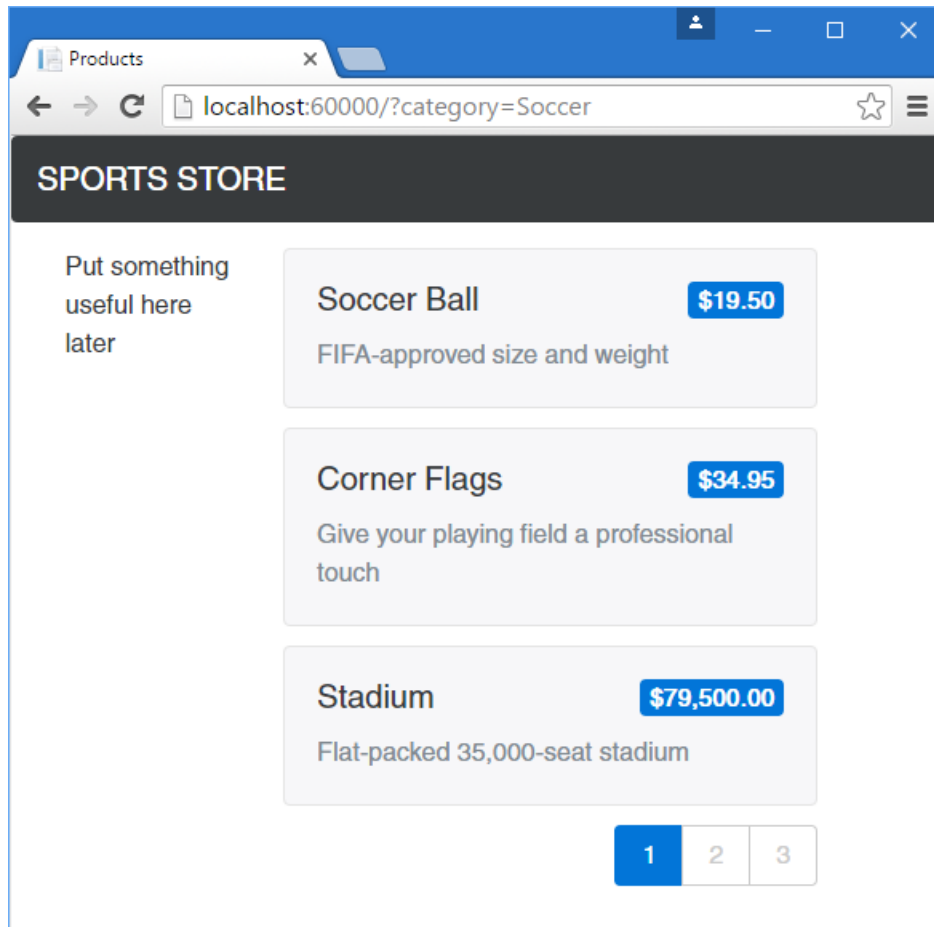 Products
localhost:60000/?category=Soccer
SPORTS STORE
Put something
useful here
later
Soccer Ball
$19.50
FIFA-approved size and weight
Corner Flags
$34.95
Give your playing field a professional
touch
Stadium
$79,500.00
Flat-packed 35,000-seat stadium
1 2 3